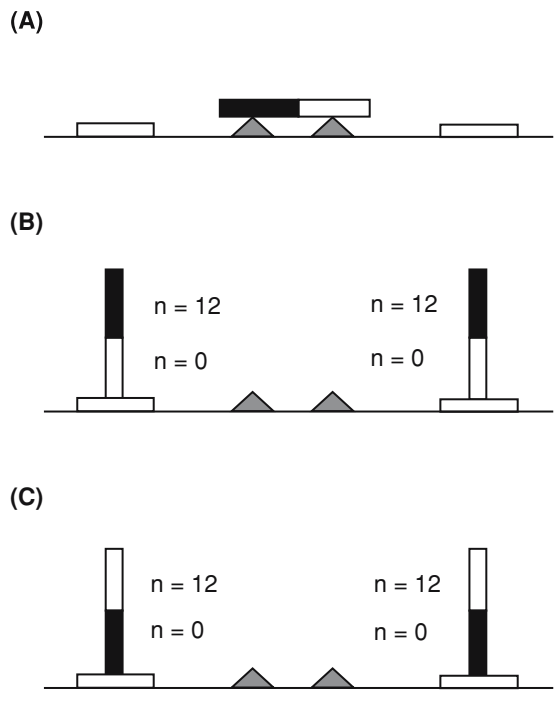 (A)
(B)
n = 12 n = 12
n = 0 n = 0
(C)
n = 12 n = 12
n = 0 n = 0